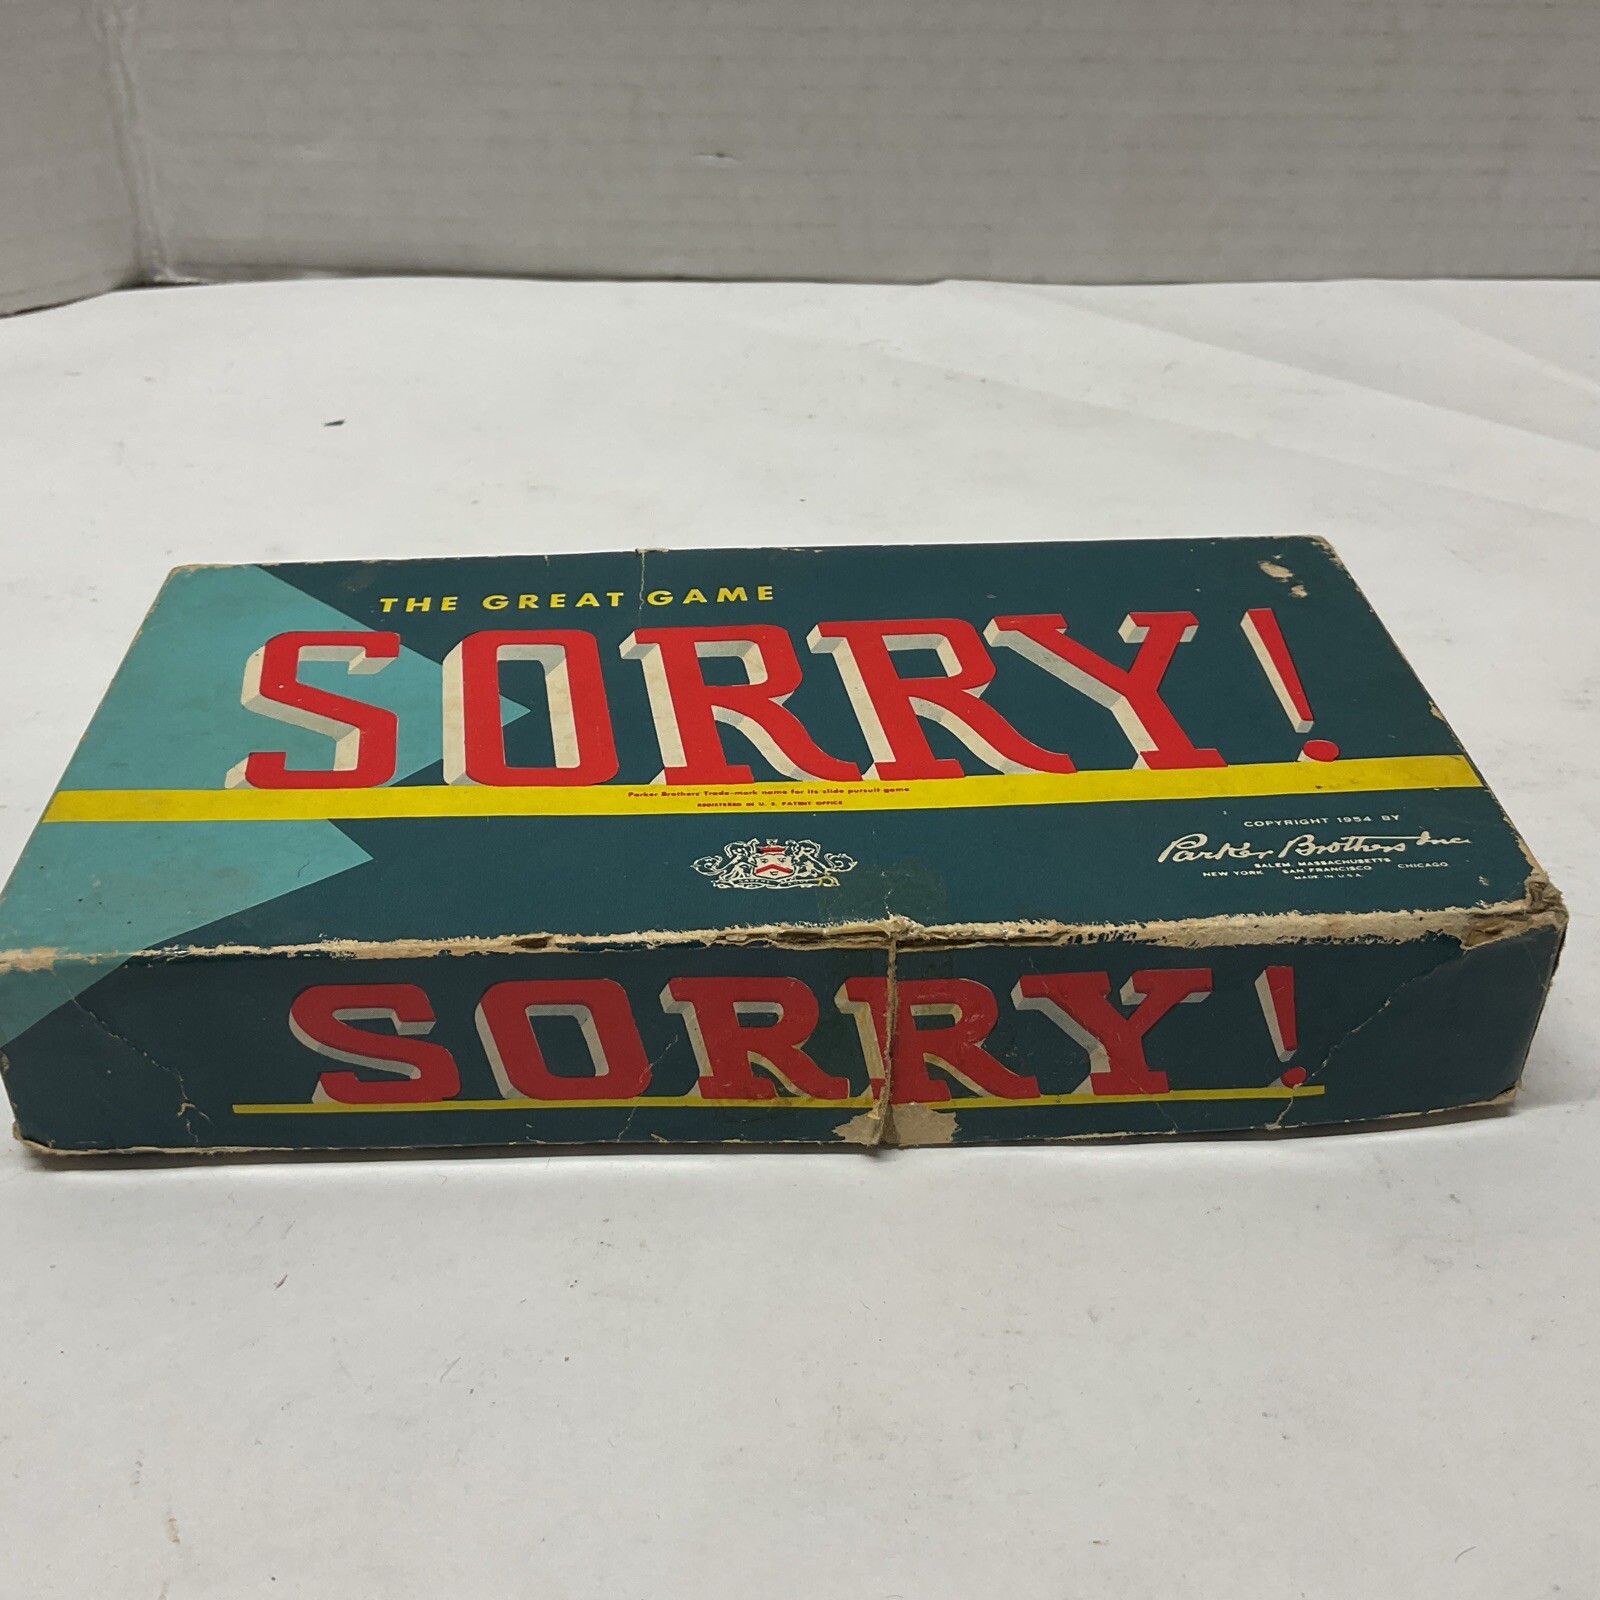 THE GREAT GAME
SORRY!
Parker Brothers Trade-mark name for its slide pursuit game
REGISTERED IN U. S. PATENT OFFICE
COPYRIGHT 1954 BY
Parker Brothers Inc.
SALEM, MASSACHUSETTS
NEW YORK SAN FRANCISCO CHICAGO
MADE IN U.S.A.
SORRY!